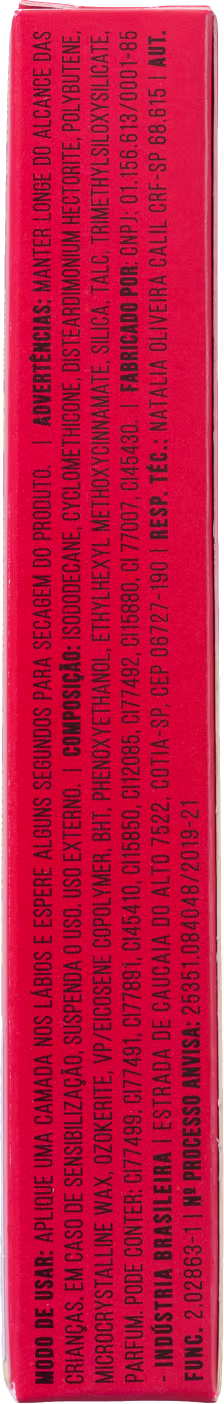 MODO DE USAR: APLIQUE UMA CAMADA NOS LÁBIOS E ESPERE ALGUNS SEGUNDOS PARA SECAGEM DO PRODUTO. | ADVERTÊNCIAS: MANTER LONGE DO ALCANCE DAS
CRIANÇAS. EM CASO DE SENSIBILIZAÇÃO, SUSPENDA O USO. USO EXTERNO. | COMPOSIÇÃO: ISODODECANE, CYCLOMETHICONE, DISTEARDIMONIUM HECTORITE, POLYBUTENE,
MICROCRYSTALLINE WAX, OZOKERITE, VP/EICOSENE COPOLYMER, BHT, PHENOXYETHANOL, ETHYLHEXYL METHOXYCINNAMATE, SILICA, TALC, TRIMETHYLSILOXYSILICATE,
PARFUM. PODE CONTER: CI77499, CI77491, CI77891, CI45410, CI15850, CI12085, CI77492, CI15880, CI 77007, CI45430. | FABRICADO POR: CNPJ: 01.156.613/0001-85
- INDÚSTRIA BRASILEIRA | ESTRADA DE CAUCAIA DO ALTO 7522, COTIA-SP, CEP 06727-190 | RESP. TÉC.: NATALIA OLIVEIRA CALIL CRF-SP 68.615 | AUT.
FUNC. 2.02863-1 | Nº PROCESSO ANVISA: 25351.084048/2019-21